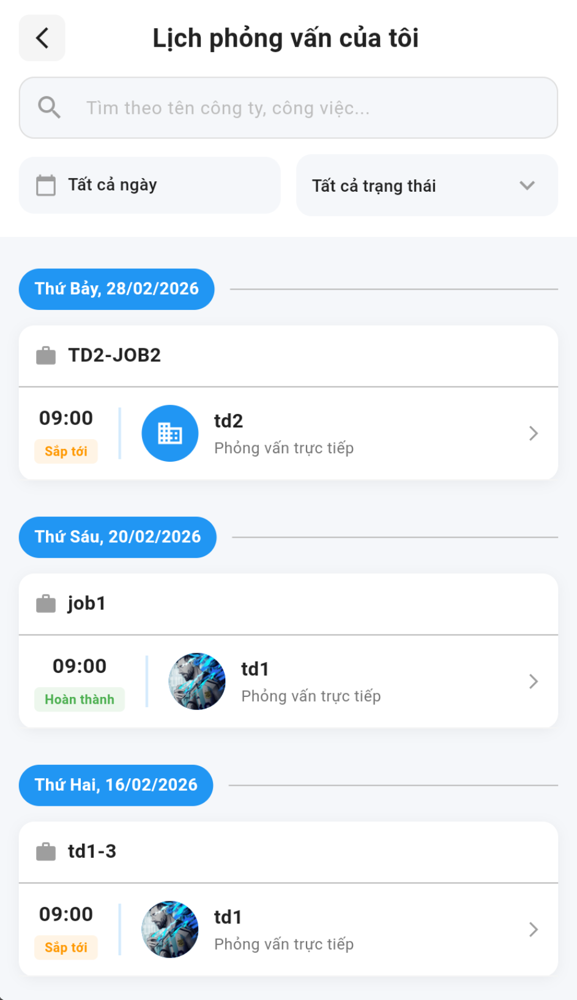 Lịch phỏng vấn của tôi
Tìm theo tên công ty, công việc...
Tất cả ngày
Tất cả trạng thái
Thứ Bảy, 28/02/2026
TD2-JOB2
09:00
Sắp tới
td2
Phỏng vấn trực tiếp
Thứ Sáu, 20/02/2026
job1
09:00
Hoàn thành
td1
Phỏng vấn trực tiếp
Thứ Hai, 16/02/2026
td1-3
09:00
Sắp tới
td1
Phỏng vấn trực tiếp